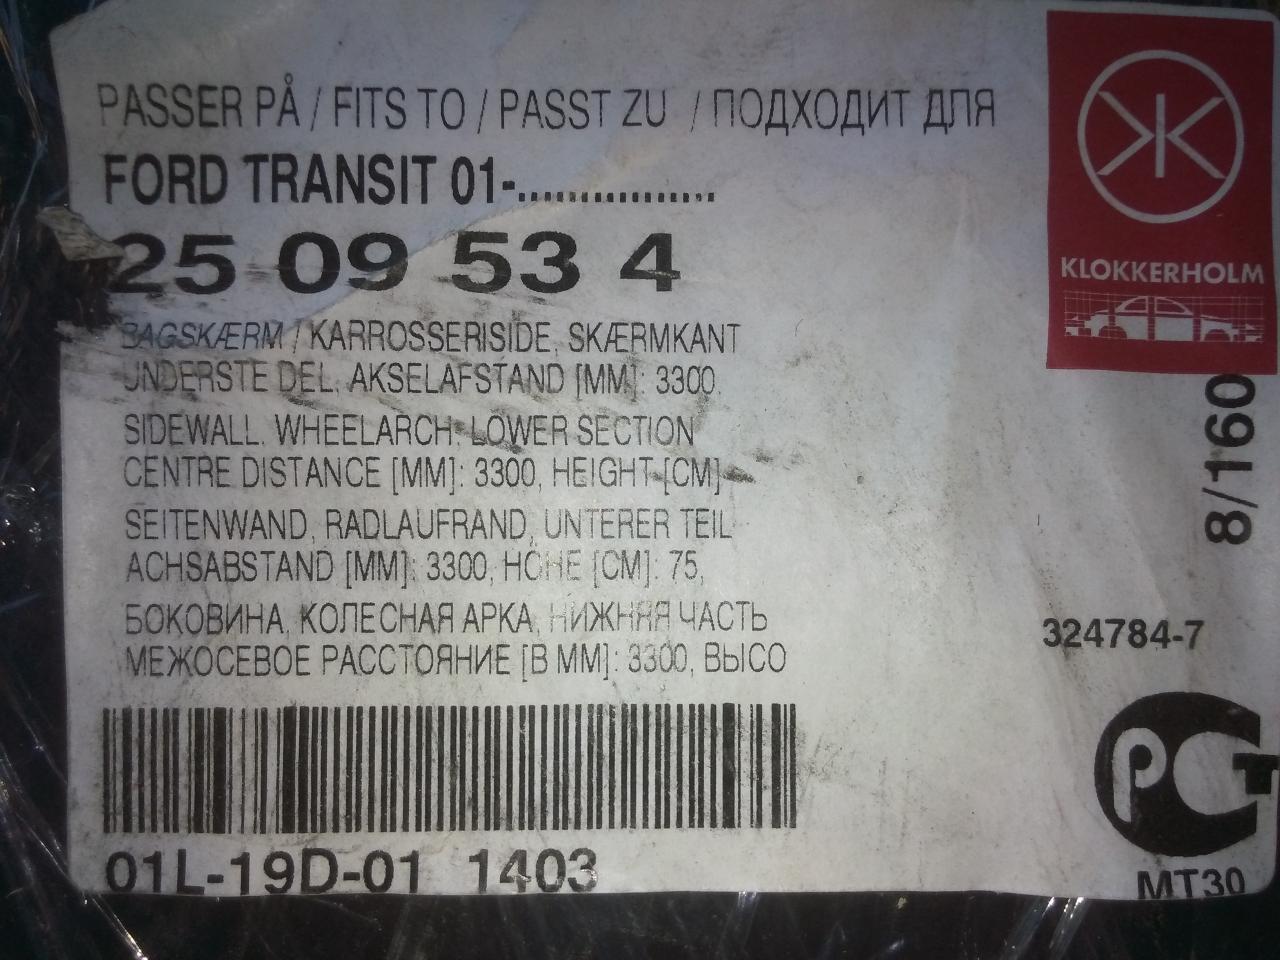 PASSER PÅ / FITS TO / PASST ZU / ПОДХОДИТ ДЛЯ
FORD TRANSIT 01-................
25 09 53 4
BAGSKÆRM / KARROSSERISIDE, SKÆRMKANT
UNDERSTE DEL, AKSELAFSTAND [MM]: 3300,
SIDEWALL, WHEELARCH, LOWER SECTION
CENTRE DISTANCE [MM]: 3300, HEIGHT [CM]
SEITENWAND, RADLAUFRAND, UNTERER TEIL
ACHSABSTAND [MM]: 3300, HÖHE [CM]: 75,
БОКОВИНА, КОЛЕСНАЯ АРКА, НИЖНЯЯ ЧАСТЬ
МЕЖОСЕВОЕ РАССТОЯНИЕ [В ММ]: 3300, ВЫСО
01L-19D-01 1403
KLOKKERHOLM
8/160
324784-7
РСТ
МТ30